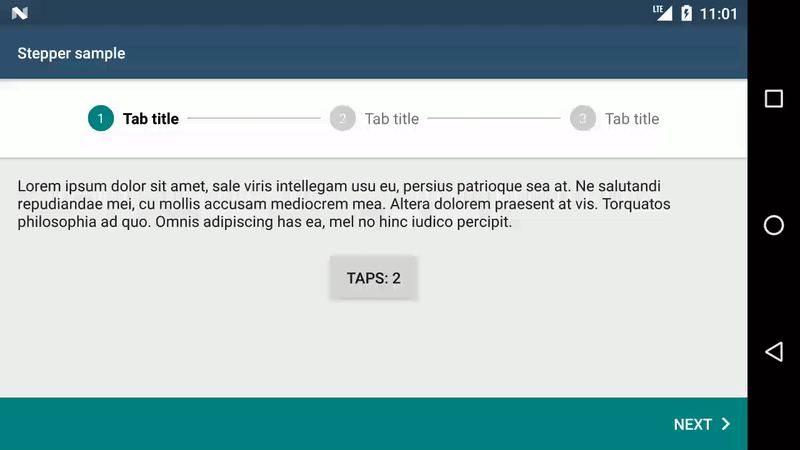 LTE 11:01
Stepper sample
1 Tab title 2 Tab title 3 Tab title
Lorem ipsum dolor sit amet, sale viris intellegam usu eu, persius patrioque sea at. Ne salutandi
repudiandae mei, cu mollis accusam mediocrem mea. Altera dolorem praesent at vis. Torquatos
philosophia ad quo. Omnis adipiscing has ea, mel no hinc iudico percipit.
TAPS: 2
NEXT